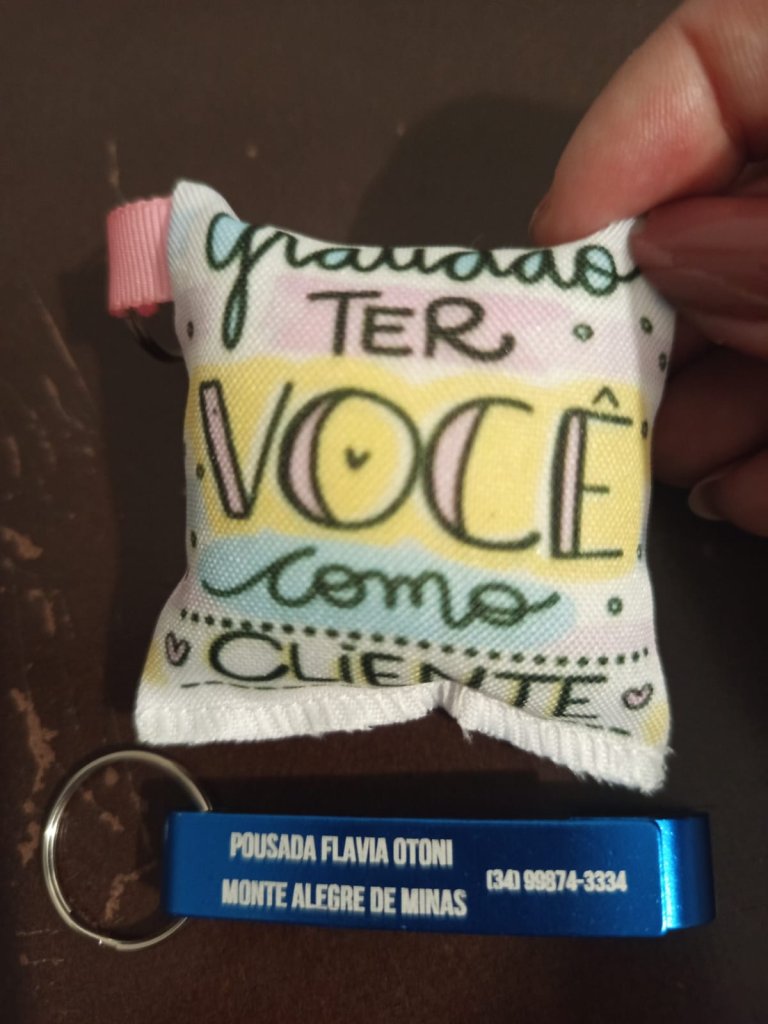 gratidão
TER
VOCÊ
como
CLIENTE
POUSADA FLAVIA OTONI
MONTE ALEGRE DE MINAS
(34) 99874-3334